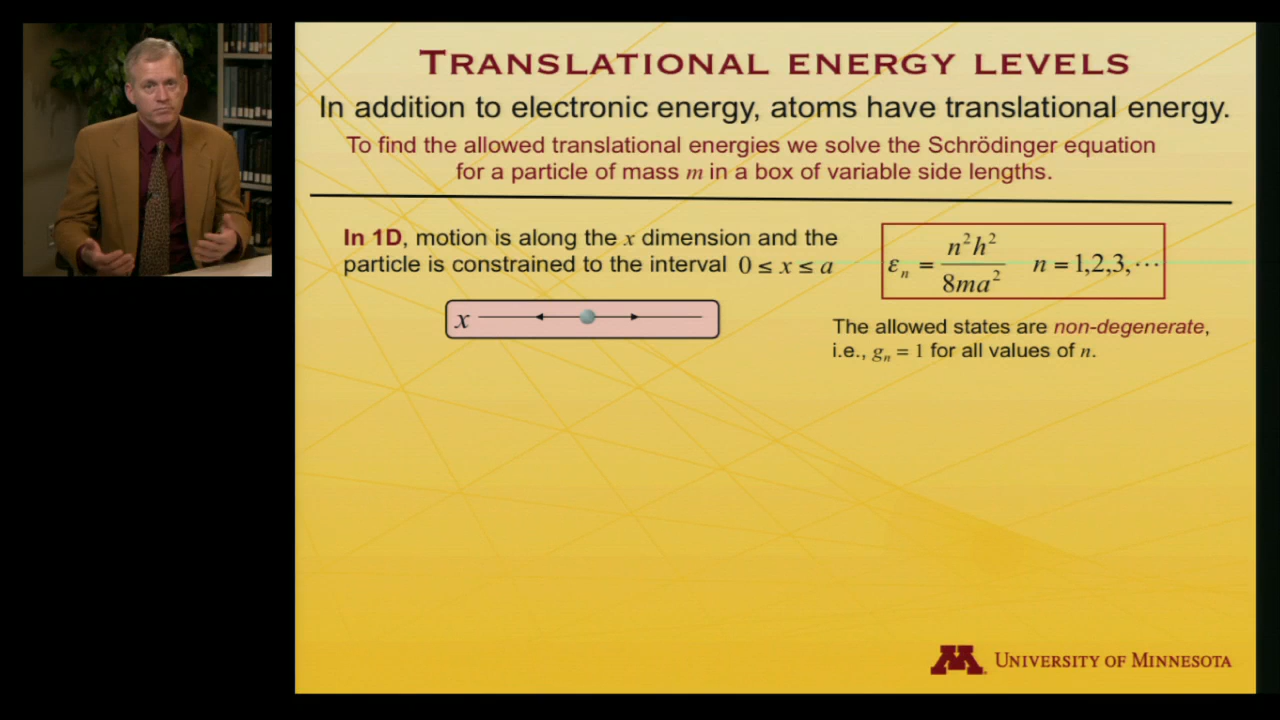 TRANSLATIONAL ENERGY LEVELS
In addition to electronic energy, atoms have translational energy.
To find the allowed translational energies we solve the Schrödinger equation
for a particle of mass m in a box of variable side lengths.
In 1D, motion is along the x dimension and the
particle is constrained to the interval 0 ≤ x ≤ a
x
εₙ = n²h² / 8ma² n = 1,2,3,⋯
The allowed states are non-degenerate,
i.e., gₙ = 1 for all values of n.
M UNIVERSITY OF MINNESOTA